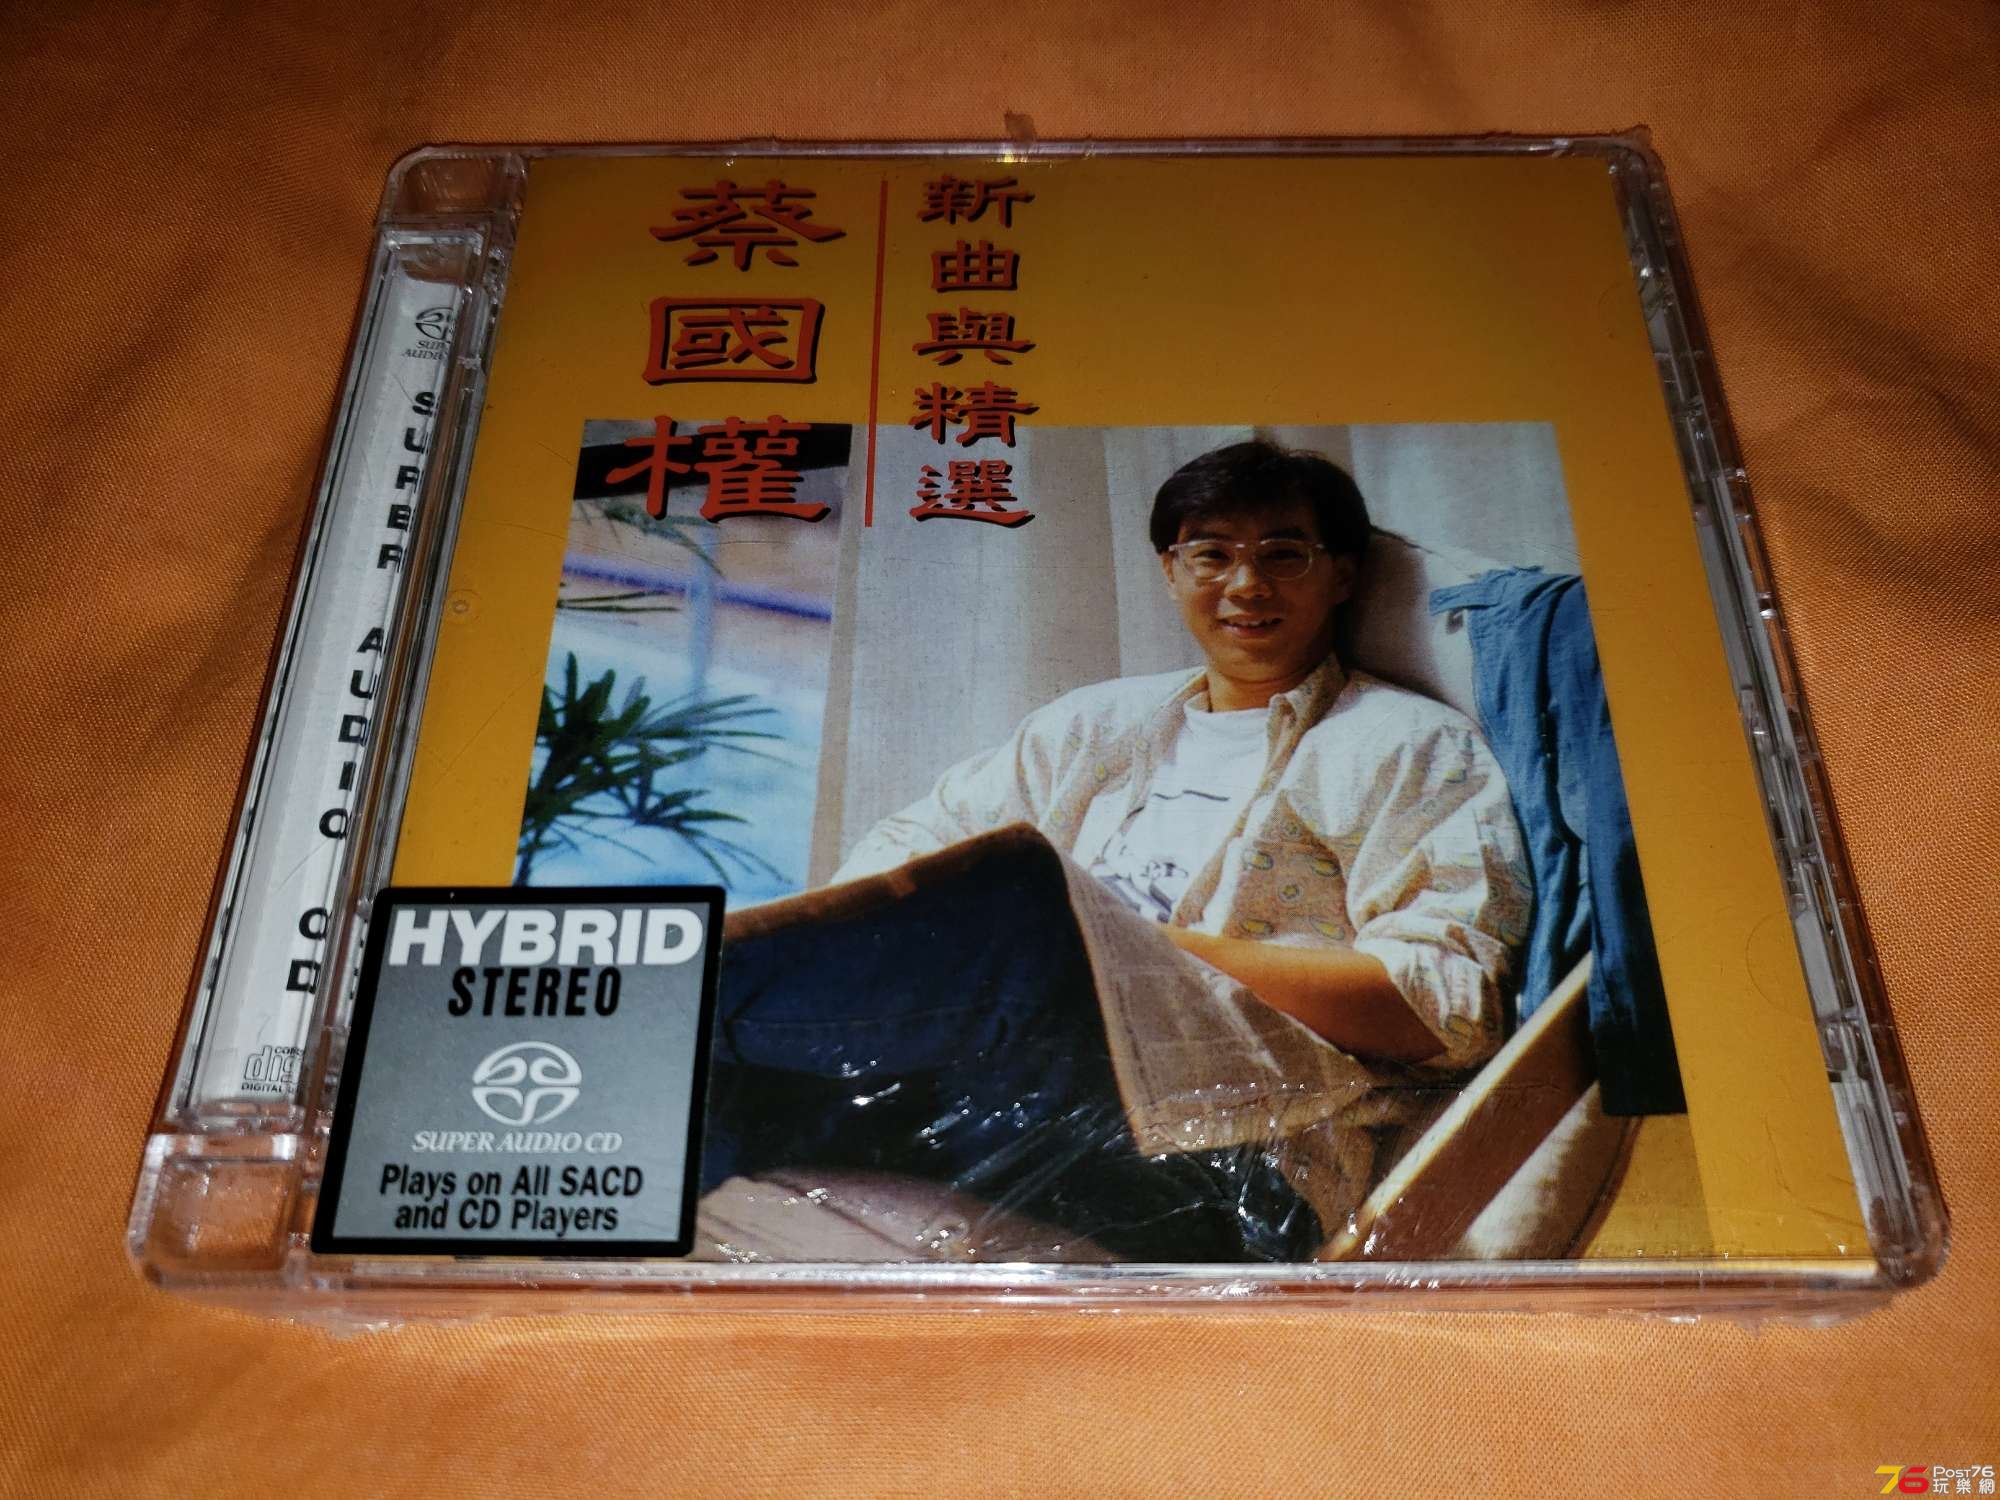 蔡國權
新曲與精選
SUPER AUDIO CD
HYBRID
STEREO
SUPER AUDIO CD
Plays on All SACD
and CD Players
POST76
玩樂網